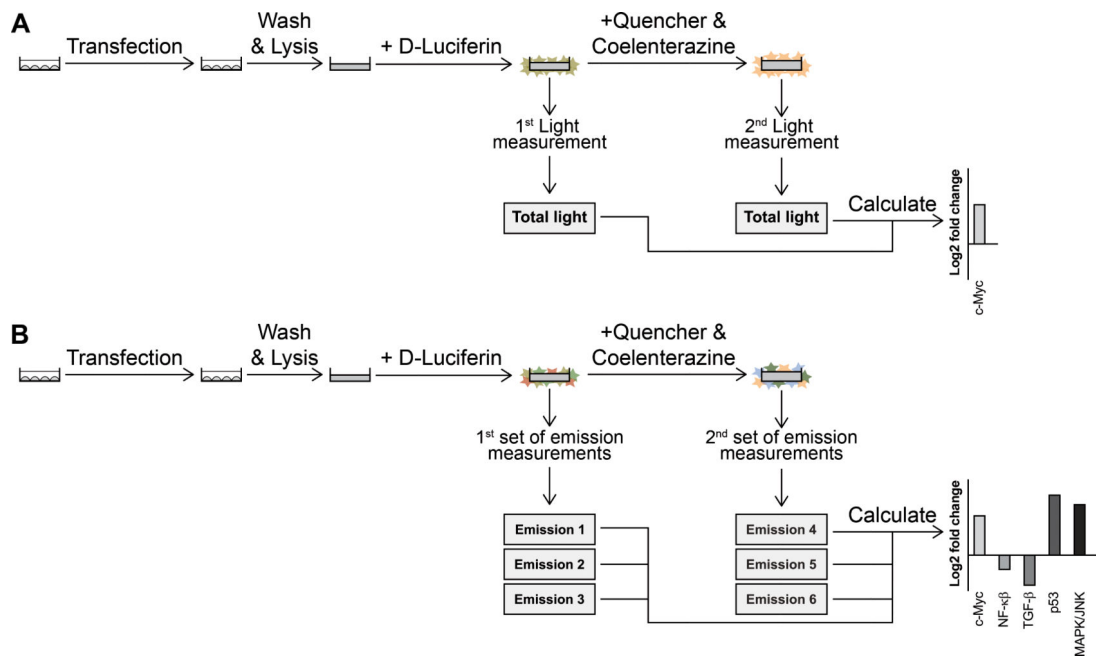 A
Transfection
Wash
& Lysis
+ D-Luciferin
+Quencher &
Coelenterazine
1st Light
measurement
2nd Light
measurement
Total light
Total light
Calculate
Log2 fold change
c-Myc
B
Transfection
Wash
& Lysis
+ D-Luciferin
+Quencher &
Coelenterazine
1st set of emission
measurements
2nd set of emission
measurements
Emission 1
Emission 2
Emission 3
Emission 4
Emission 5
Emission 6
Calculate
Log2 fold change
c-Myc
NF-κβ
TGF-β
p53
MAPK/JNK